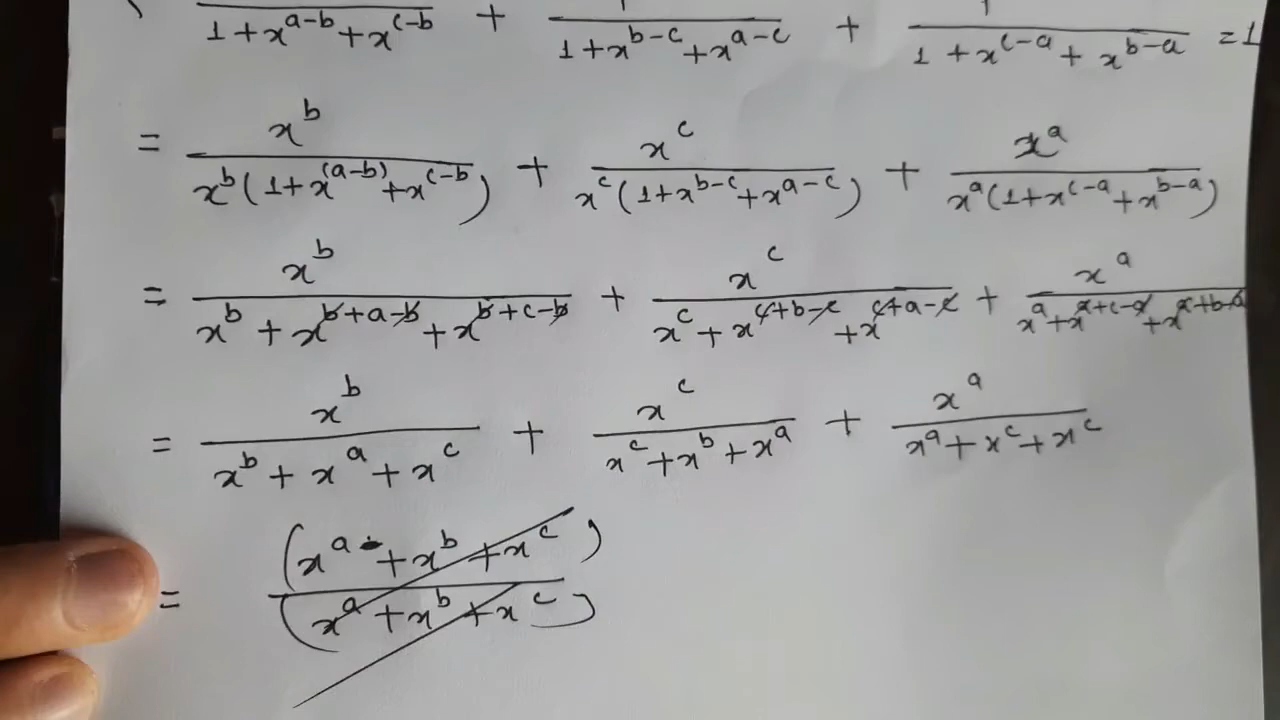 1/(1+x^(a-b)+x^(c-b)) + 1/(1+x^(b-c)+x^(a-c)) + 1/(1+x^(c-a)+x^(b-a)) =1
= x^b/(x^b(1+x^((a-b))+x^(c-b))) + x^c/(x^c(1+x^(b-c)+x^(a-c))) + x^a/(x^a(1+x^(c-a)+x^(b-a)))
= x^b/(x^b+x^(b+a-b)+x^(b+c-b)) + x^c/(x^c+x^(c+b-c)+x^(c+a-c)) + x^a/(x^a+x^(a+c-a)+x^(a+b-a))
= x^b/(x^b+x^a+x^c) + x^c/(x^c+x^b+x^a) + x^a/(x^a+x^c+x^c)
= (x^a+x^b+x^c)/(x^a+x^b+x^c)